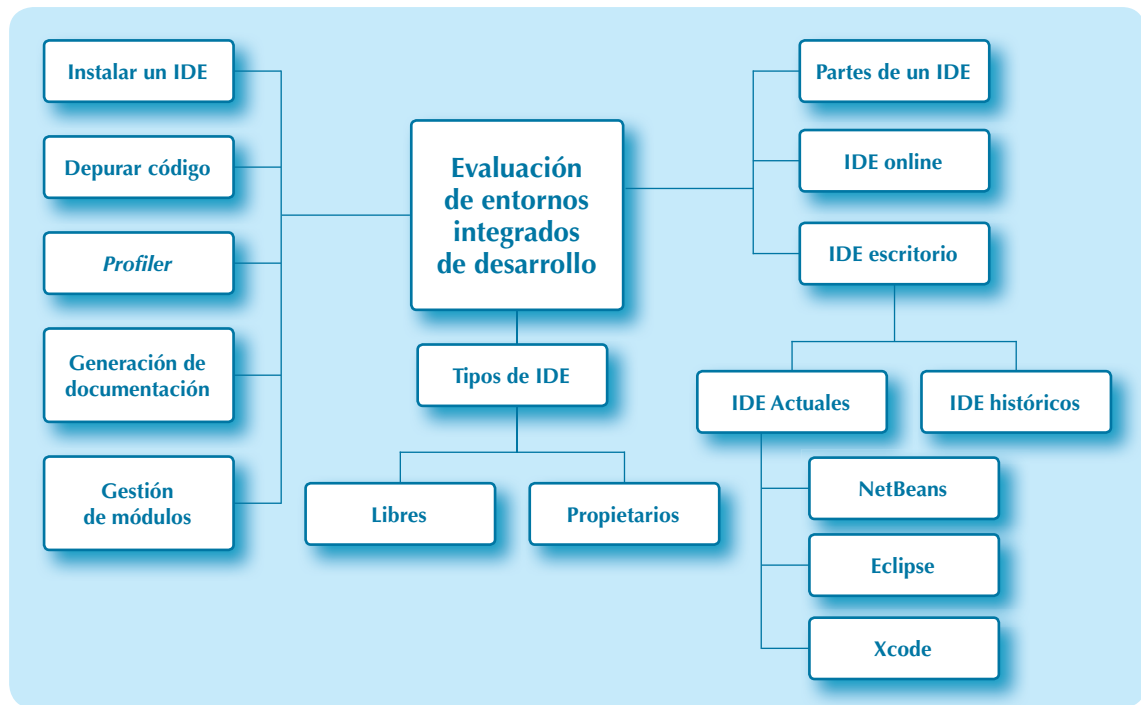 Instalar un IDE
Depurar código
Profiler
Generación de
documentación
Gestión
de módulos
Evaluación
de entornos
integrados
de desarrollo
Tipos de IDE
Libres
Propietarios
Partes de un IDE
IDE online
IDE escritorio
IDE Actuales
IDE históricos
NetBeans
Eclipse
Xcode